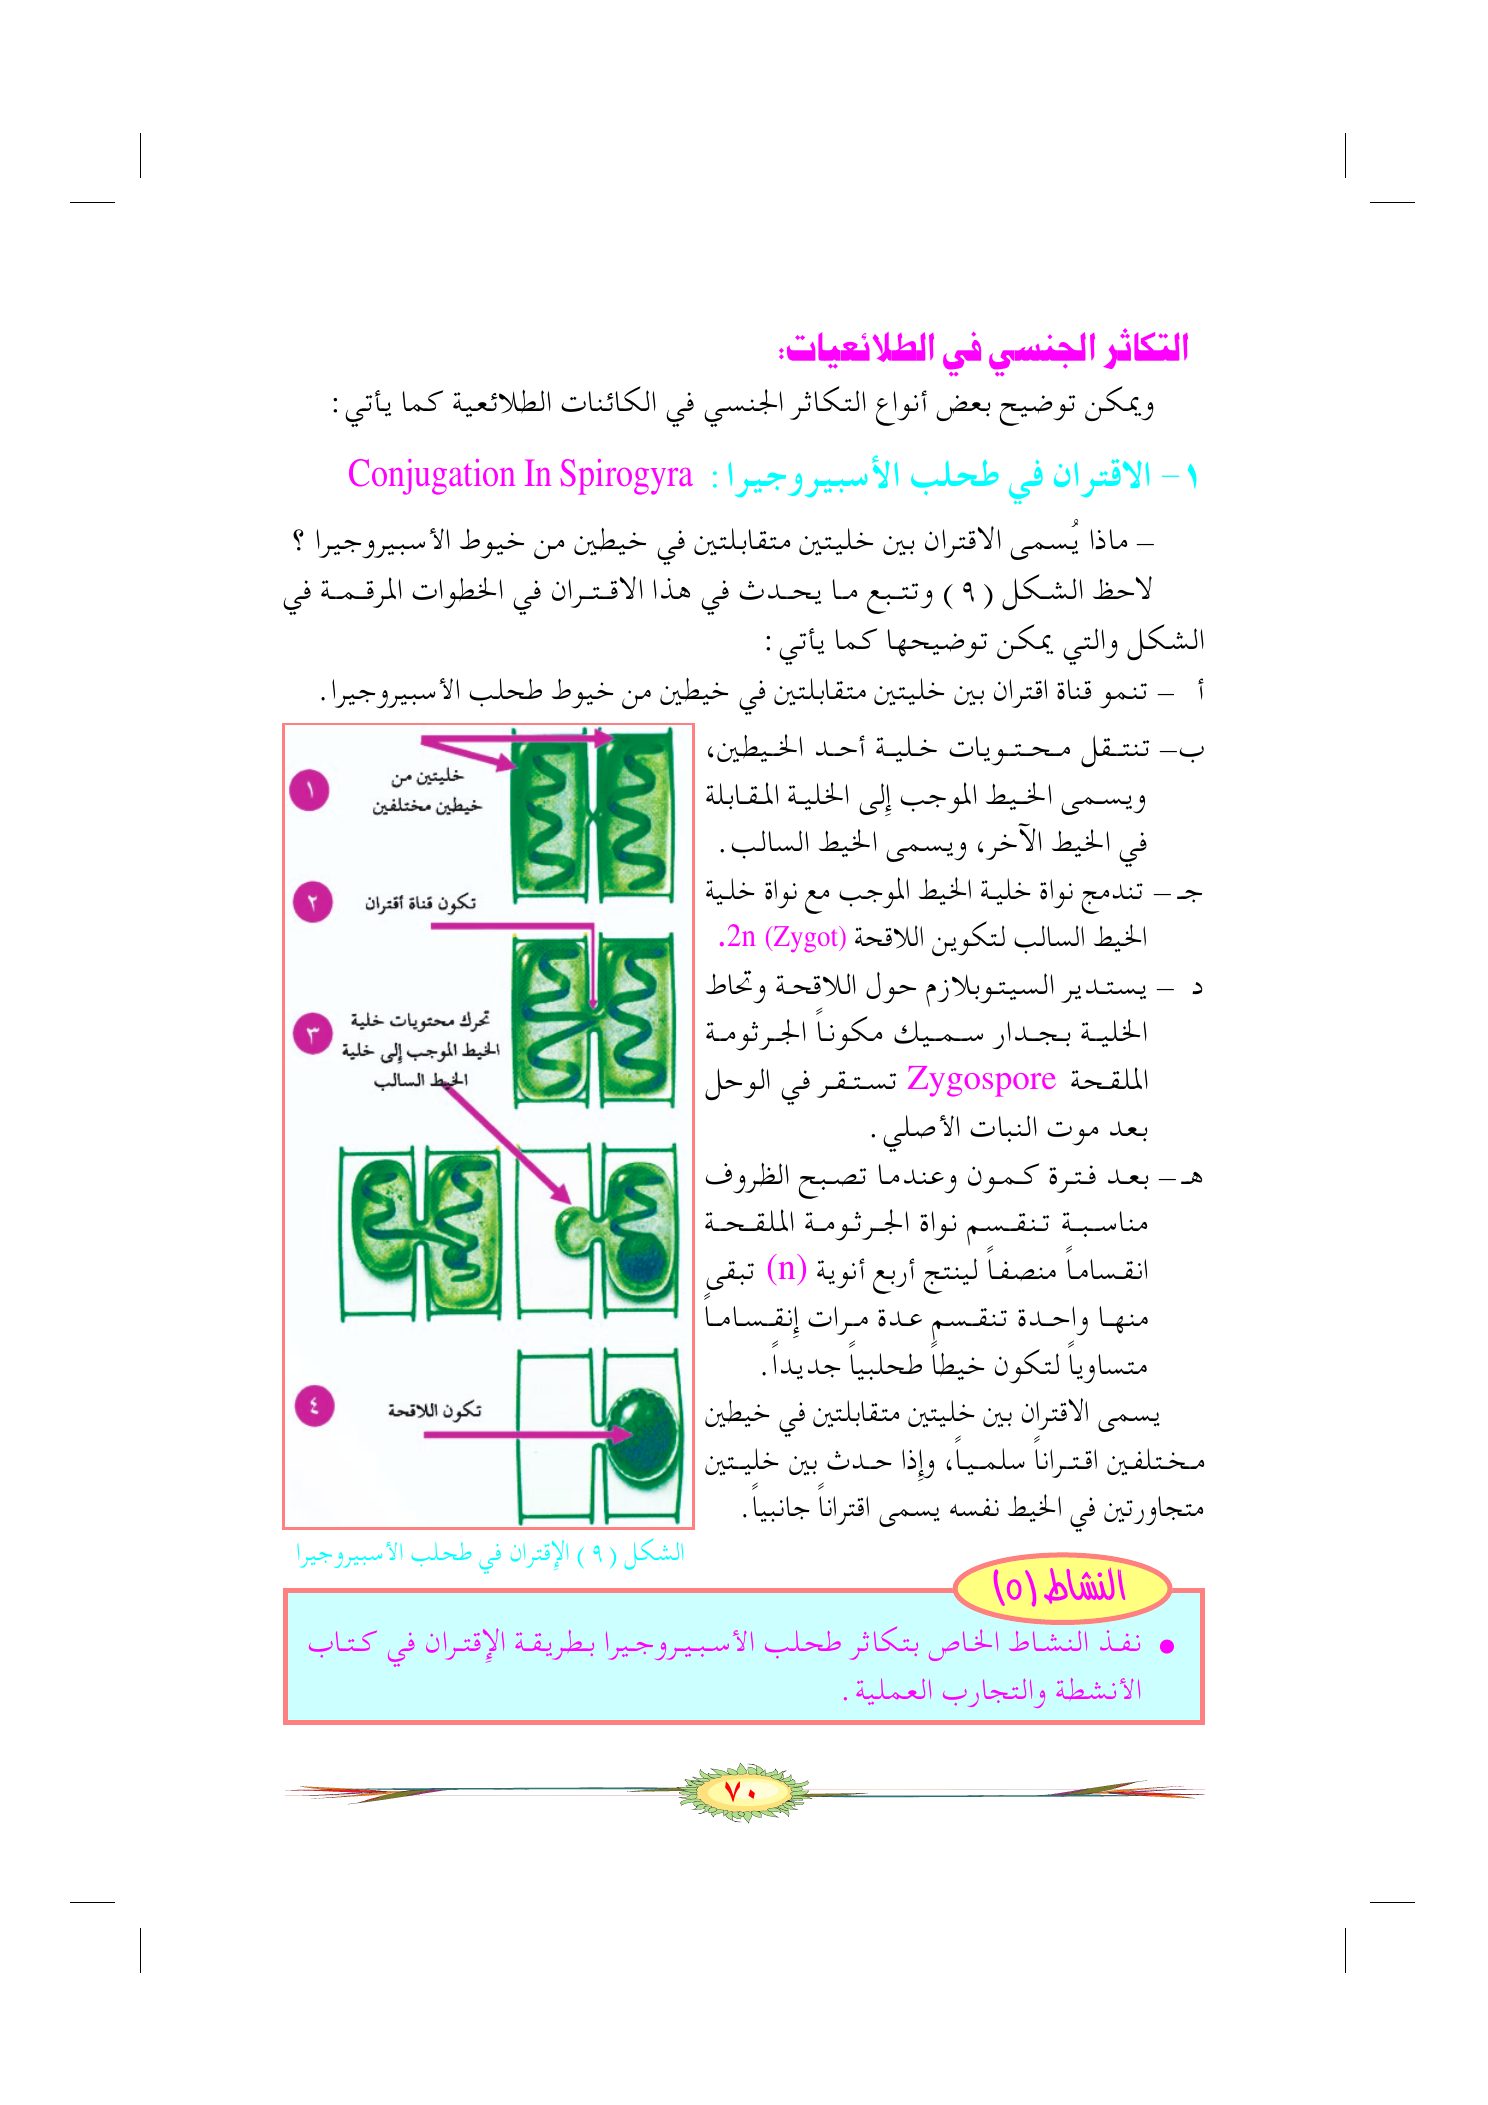 التكاثر الجنسي في الطلائعيات:
ويمكن توضيح بعض أنواع التكاثر الجنسي في الكائنات الطلائعية كما يأتي :
١- الاقتران في طحلب الأسبيروجيرا : Conjugation In Spirogyra
– ماذا يُسمى الاقتران بين خليتين متقابلتين في خيطين من خيوط الأسبيروجيرا ؟
لاحظ الشكل ( ٩ ) وتتبع ما يحدث في هذا الاقتران في الخطوات المرقمة في
الشكل والتي يمكن توضيحها كما يأتي :
أ – تنمو قناة اقتران بين خليتين متقابلتين في خيطين من خيوط طحلب الأسبيروجيرا .
ب– تنتقل محتويات خلية أحد الخيطين،
ويسمى الخيط الموجب إلى الخلية المقابلة
في الخيط الآخر، ويسمى الخيط السالب .
جـ – تندمج نواة خلية الخيط الموجب مع نواة خلية
الخيط السالب لتكوين اللاقحة 2n (Zygot).
د – يستدير السيتوبلازم حول اللاقحة وتحاط
الخلية بجدار سميك مكوناً الجرثومة
الملقحة Zygospore تستقر في الوحل
بعد موت النبات الأصلي .
هـ – بعد فترة كمون وعندما تصبح الظروف
مناسبة تنقسم نواة الجرثومة الملقحة
انقساماً منصفاً لينتج أربع أنوية (n) تبقى
منها واحدة تنقسم عدة مرات إنقساماً
متساوياً لتكون خيطاً طحلبياً جديداً .
يسمى الاقتران بين خليتين متقابلتين في خيطين
مختلفين اقتراناً سلمياً، وإذا حدث بين خليتين
متجاورتين في الخيط نفسه يسمى اقتراناً جانبياً .
١
خليتين من
خيطين مختلفين
٢
تكون قناة أقتران
٣
تحرك محتويات خلية
الخيط الموجب إلى خلية
الخيط السالب
٤
تكون اللاقحة
الشكل ( ٩ ) الإقتران في طحلب الأسبيروجيرا
النشاط (٥)
● نفذ النشاط الخاص بتكاثر طحلب الأسبيروجيرا بطريقة الإقتران في كتاب
الأنشطة والتجارب العملية .
٧٠